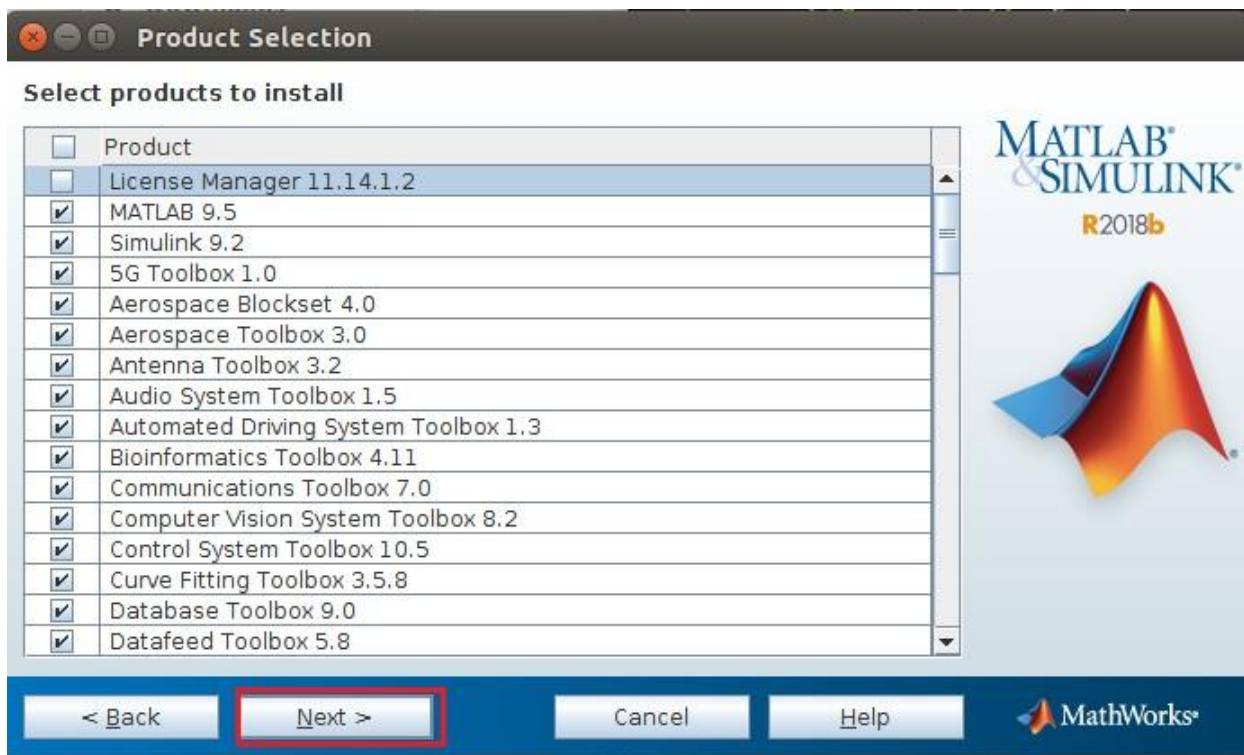 Product Selection
Select products to install
Product
License Manager 11.14.1.2
MATLAB 9.5
Simulink 9.2
5G Toolbox 1.0
Aerospace Blockset 4.0
Aerospace Toolbox 3.0
Antenna Toolbox 3.2
Audio System Toolbox 1.5
Automated Driving System Toolbox 1.3
Bioinformatics Toolbox 4.11
Communications Toolbox 7.0
Computer Vision System Toolbox 8.2
Control System Toolbox 10.5
Curve Fitting Toolbox 3.5.8
Database Toolbox 9.0
Datafeed Toolbox 5.8
MATLAB®
&SIMULINK®
R2018b
< Back
Next >
Cancel
Help
MathWorks®